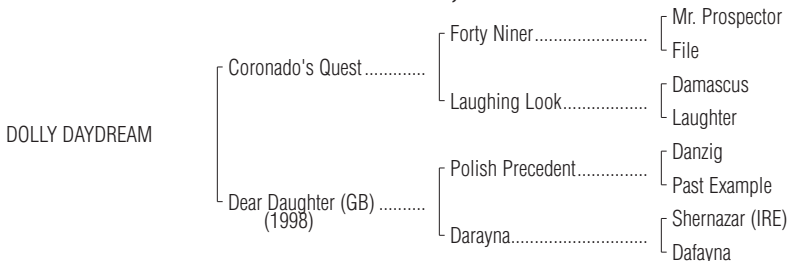 Mr. Prospector
Forty Niner......................
File
Coronado's Quest.............
Damascus
Laughing Look.................
Laughter
DOLLY DAYDREAM
Danzig
Polish Precedent..............
Past Example
Dear Daughter (GB) ..........
(1998)
Shernazar (IRE)
Darayna...........................
Dafayna